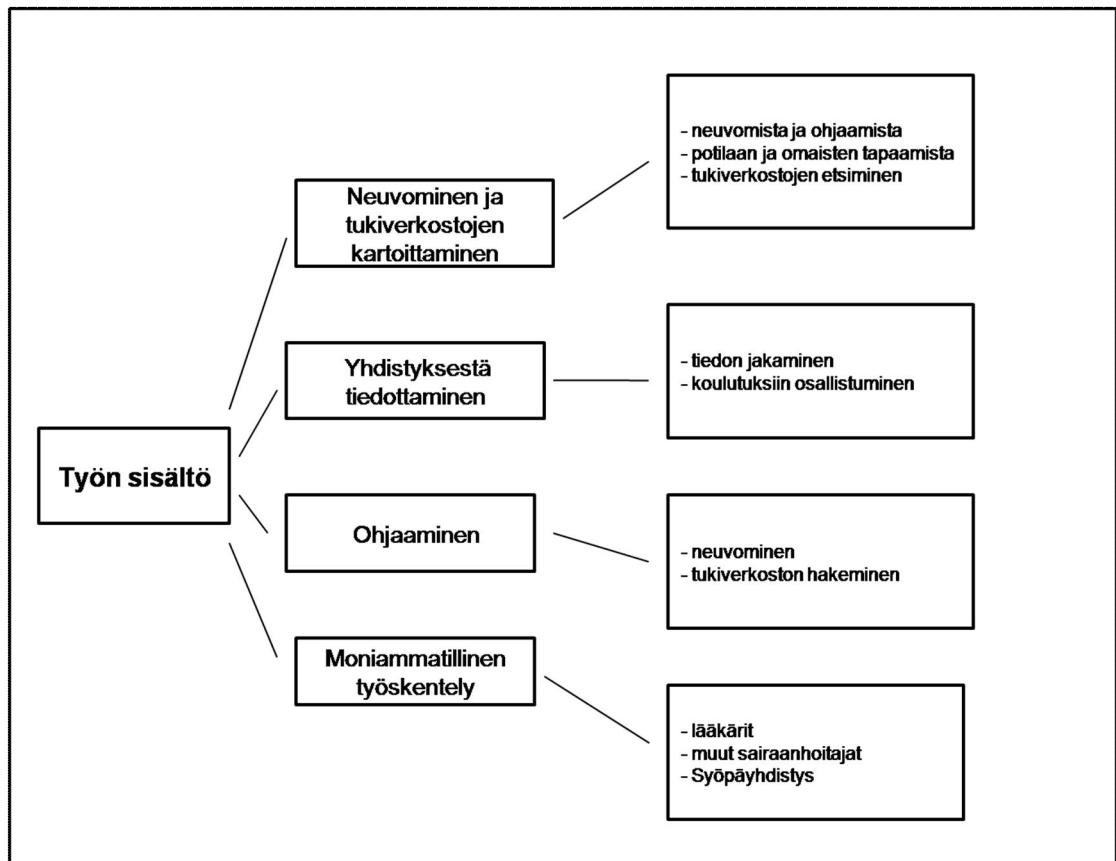 Työn sisältö
Neuvominen ja
tukiverkostojen
kartoittaminen
- neuvomista ja ohjaamista
- potilaan ja omaisten tapaamista
- tukiverkostojen etsiminen
Yhdistyksestä
tiedottaminen
- tiedon jakaminen
- koulutuksiin osallistuminen
Ohjaaminen
- neuvominen
- tukiverkoston hakeminen
Moniammatillinen
työskentely
- lääkärit
- muut sairaanhoitajat
- Syöpäyhdistys